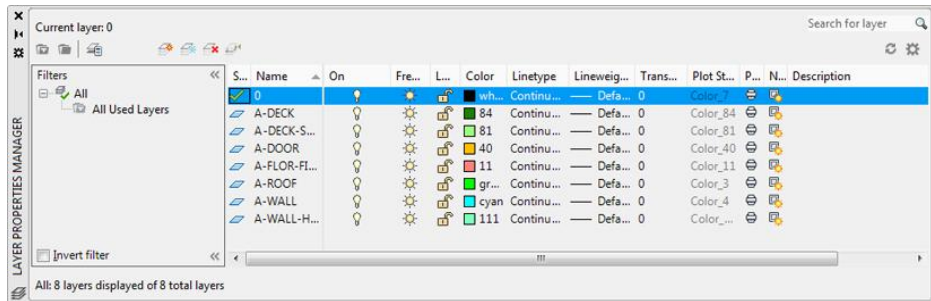 Current layer: 0
Search for layer
Filters
All
All Used Layers
Invert filter
S... Name On Fre... L... Color Linetype Lineweig... Trans... Plot St... P... N... Description
0 wh... Continu... Defa... 0 Color_7
A-DECK 84 Continu... Defa... 0 Color_84
A-DECK-S... 81 Continu... Defa... 0 Color_81
A-DOOR 40 Continu... Defa... 0 Color_40
A-FLOR-FI... 11 Continu... Defa... 0 Color_11
A-ROOF gr... Continu... Defa... 0 Color_3
A-WALL cyan Continu... Defa... 0 Color_4
A-WALL-H... 111 Continu... Defa... 0 Color_...
All: 8 layers displayed of 8 total layers
LAYER PROPERTIES MANAGER